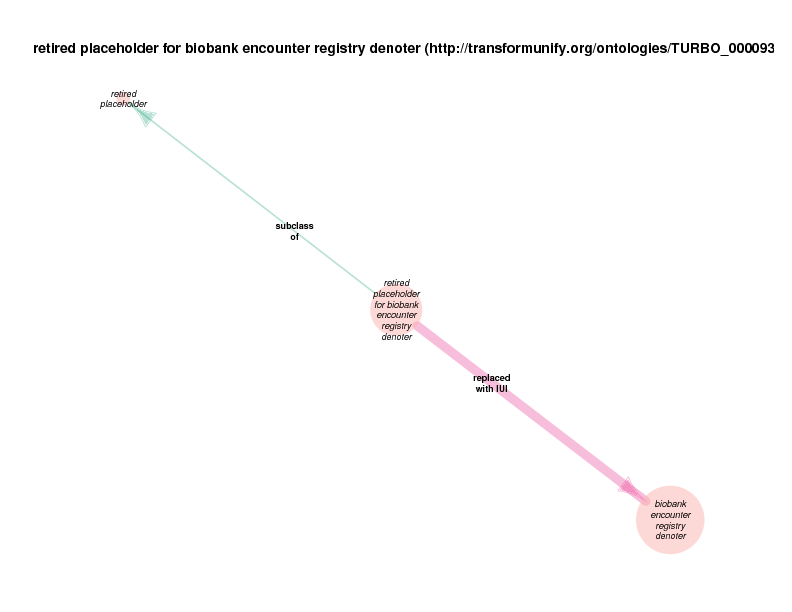 retired placeholder for biobank encounter registry denoter (http://transformunify.org/ontologies/TURBO_000093
retired
placeholder
subclass
of
retired
placeholder
for biobank
encounter
registry
denoter
replaced
with IUI
biobank
encounter
registry
denoter